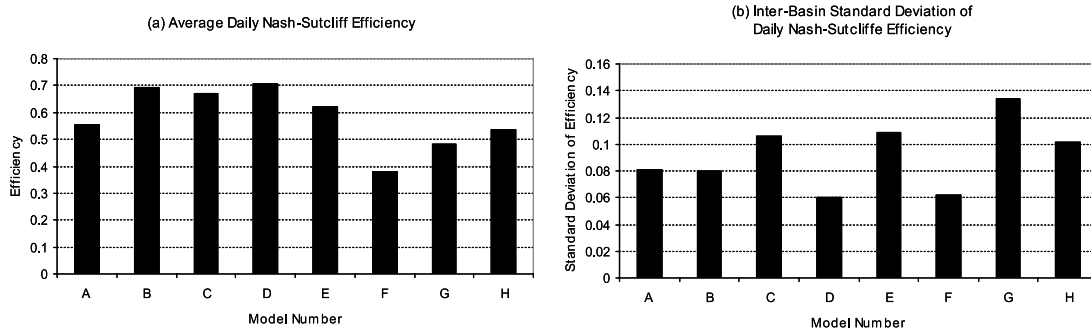 (a) Average Daily Nash-Sutcliff Efficiency
0.8
0.7
0.6
0.5
0.4
0.3
0.2
0.1
0
Efficiency
A B C D E F G H
Model Number
(b) Inter-Basin Standard Deviation of
Daily Nash-Sutcliffe Efficiency
0.16
0.14
0.12
0.1
0.08
0.06
0.04
0.02
0
Standard Deviation of Efficiency
A B C D E F G H
Model Number